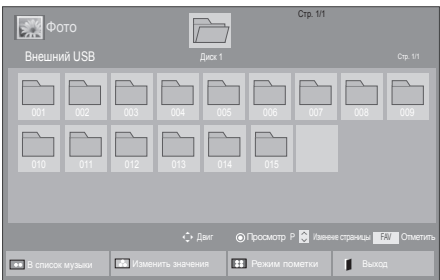 Фото
Стр. 1/1
Внешний USB
Диск 1
Стр. 1/1
001 002 003 004 005 006 007 008 009
010 011 012 013 014 015
Двиг Просмотр P Изменение страницы FAV Отметить
В список музыки Изменить значения Режим пометки Выход